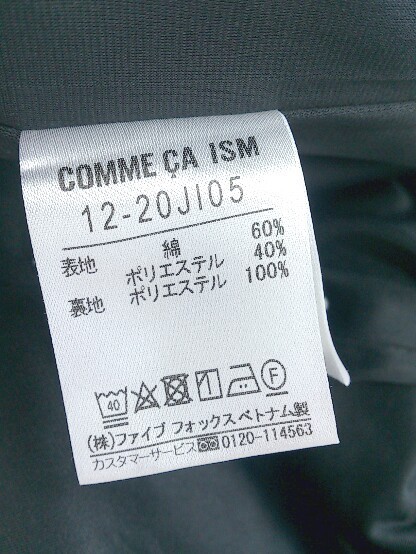 COMME ÇA ISM
12-20JI05
表地 綿 60%
ポリエステル 40%
裏地 ポリエステル 100%
40 F
(株)ファイブ フォックスベトナム製
カスタマーサービス 0120-114563